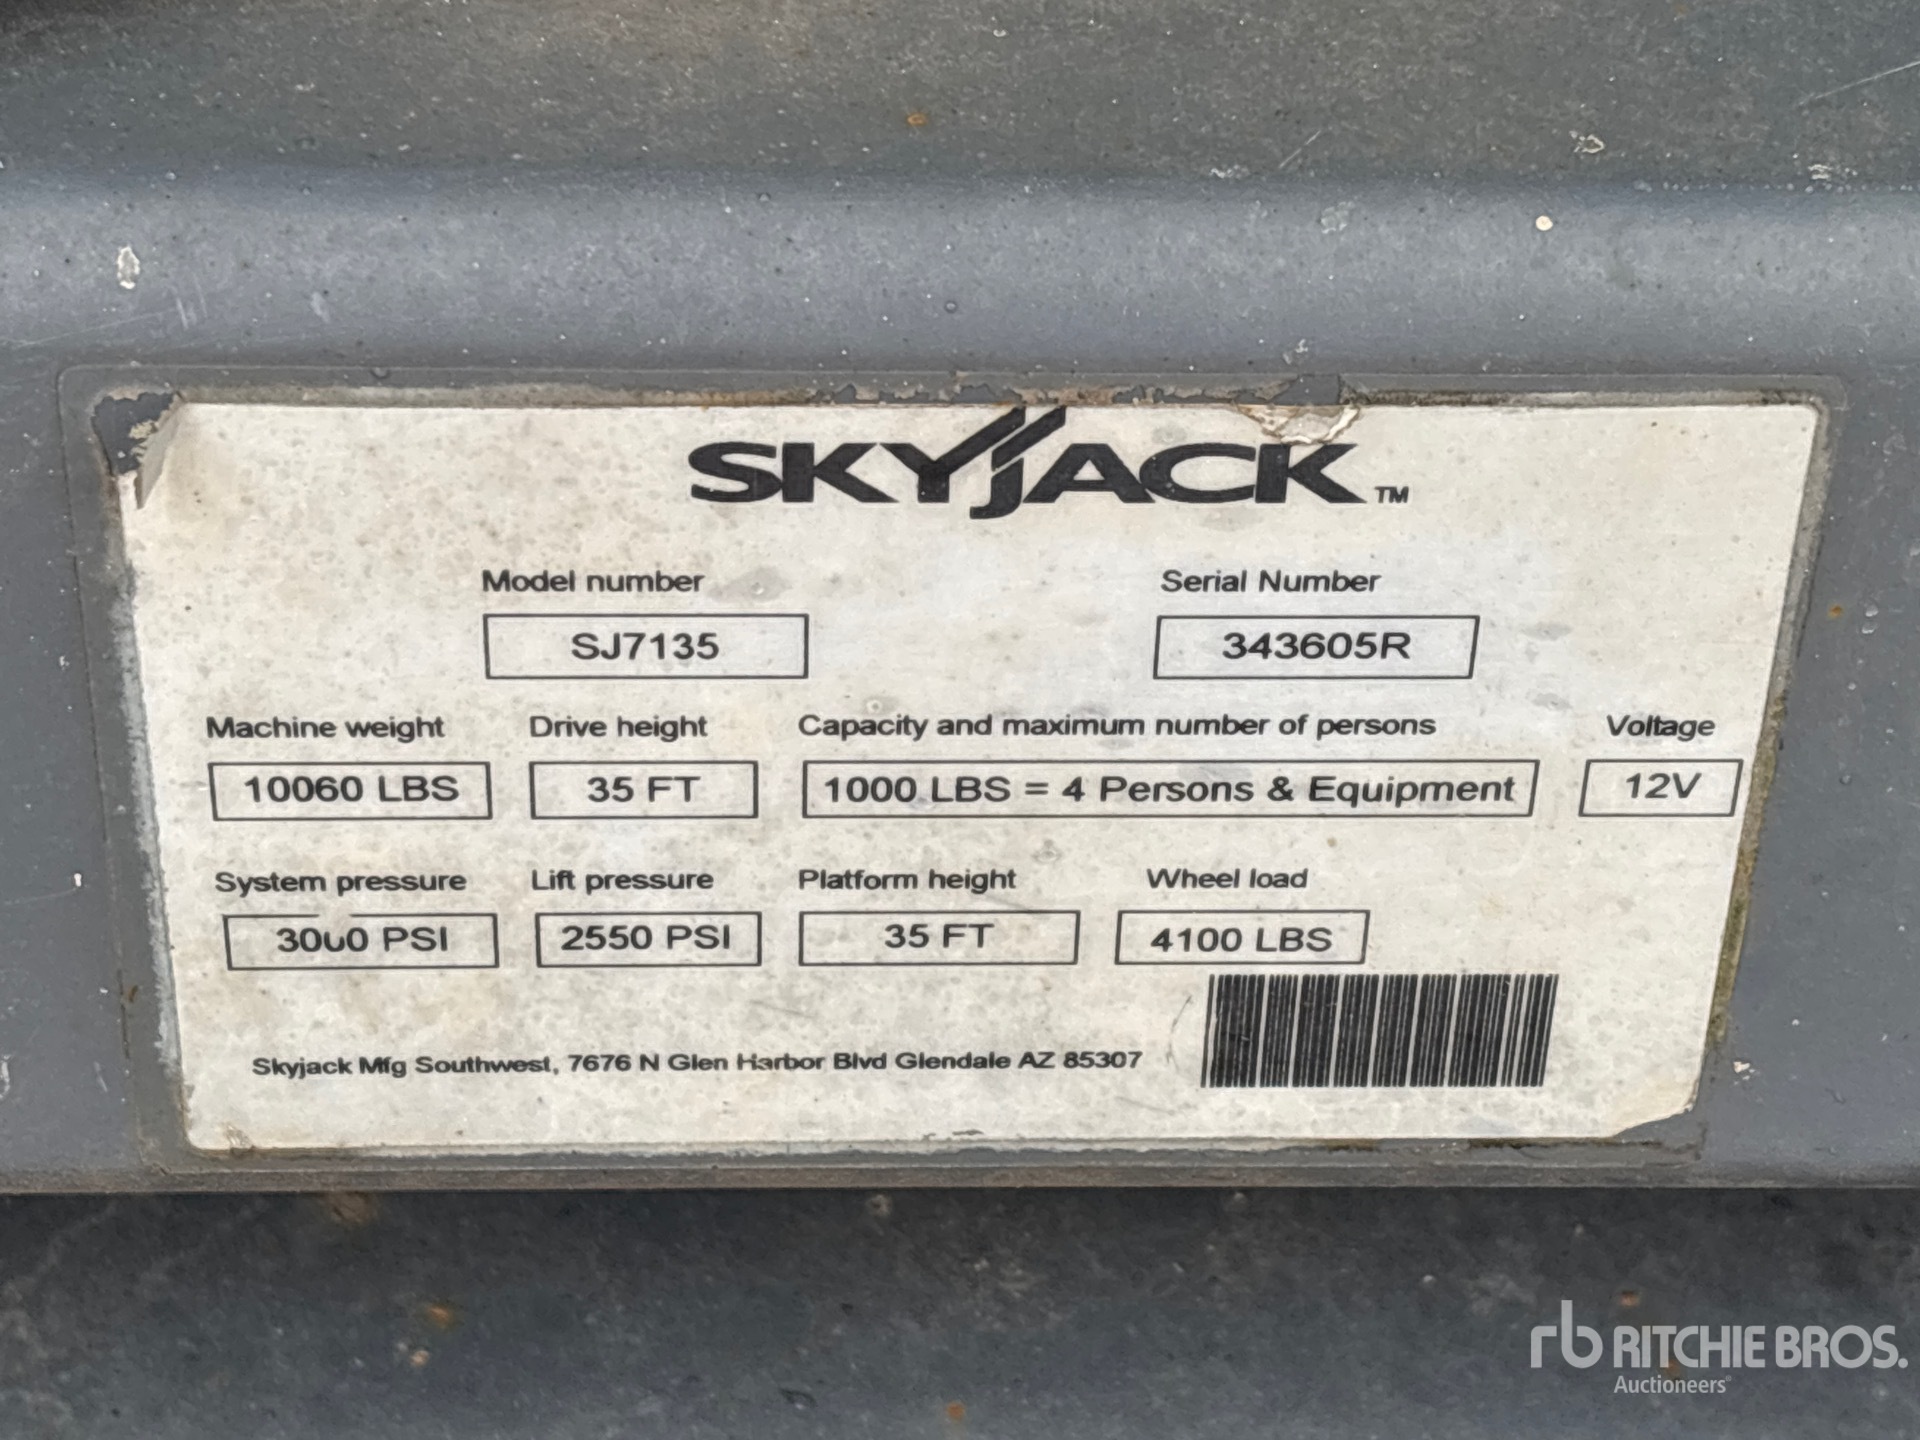 SKYJACK™
Model number Serial Number
SJ7135 343605R
Machine weight Drive height Capacity and maximum number of persons Voltage
10060 LBS 35 FT 1000 LBS = 4 Persons & Equipment 12V
System pressure Lift pressure Platform height Wheel load
3000 PSI 2550 PSI 35 FT 4100 LBS
Skyjack Mfg Southwest, 7676 N Glen Harbor Blvd Glendale AZ 85307
rb RITCHIE BROS.
Auctioneers